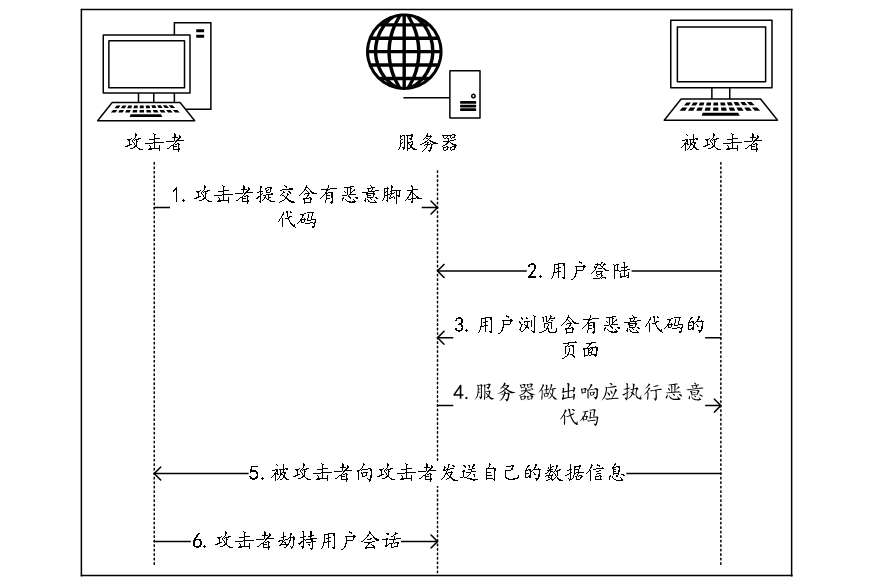 攻击者
服务器
被攻击者
1.攻击者提交含有恶意脚本
代码
2.用户登陆
3.用户浏览含有恶意代码的
页面
4.服务器做出响应执行恶意
代码
5.被攻击者向攻击者发送自己的数据信息
6.攻击者劫持用户会话